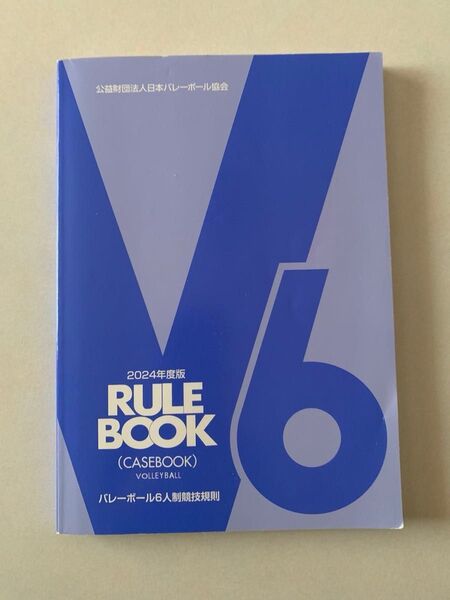 公益財団法人日本バレーボール協会
V6
2024年度版
RULE
BOOK
(CASEBOOK)
VOLLEYBALL
バレーボール6人制競技規則